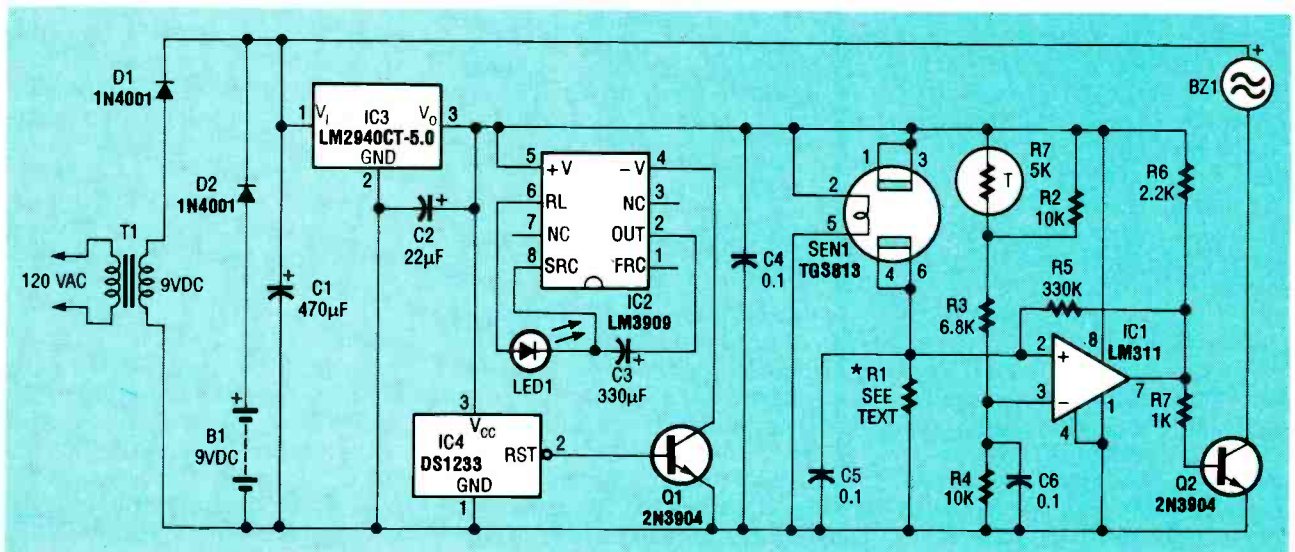 D1
1N4001
D2
1N4001
T1
120 VAC
9VDC
B1
9VDC
+
C1
470µF
+
1
V_I
IC3
V_O
3
LM2940CT-5.0
GND
2
C2
22µF
+
5
+V
-V
4
6
RL
NC
3
7
NC
OUT
2
8
SRC
FRC
1
IC2
LM3909
LED1
C3
330µF
+
3
V_CC
IC4
DS1233
RST
2
GND
1
Q1
2N3904
C4
0.1
1
3
2
5
SEN1
TGS813
4
6
R7
5K
T
R2
10K
R6
2.2K
R3
6.8K
R5
330K
IC1
LM311
2
+
8
3
-
4
1
7
*R1
SEE
TEXT
C5
0.1
R4
10K
C6
0.1
R7
1K
Q2
2N3904
+
BZ1